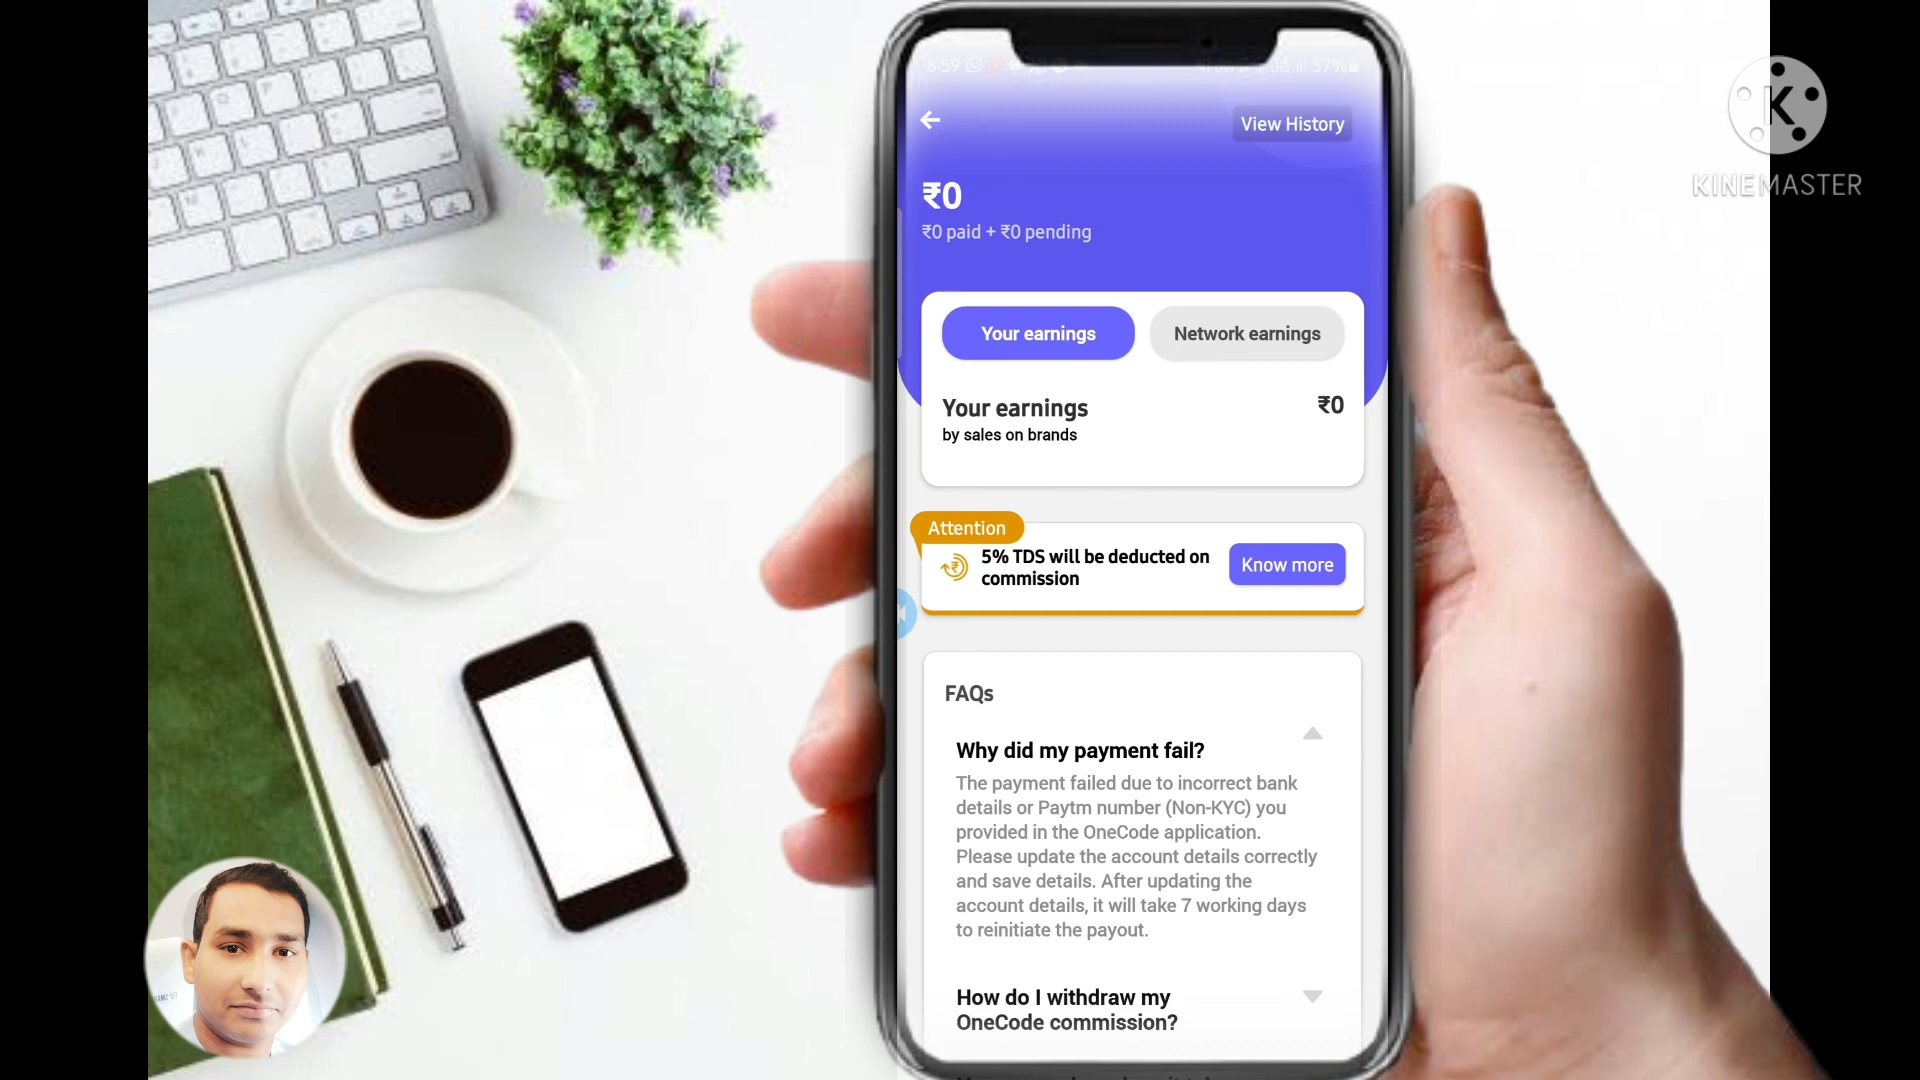 8:59
57%
View History
₹0
₹0 paid + ₹0 pending
Your earnings
Network earnings
Your earnings
₹0
by sales on brands
Attention
5% TDS will be deducted on
commission
Know more
FAQs
Why did my payment fail?
The payment failed due to incorrect bank
details or Paytm number (Non-KYC) you
provided in the OneCode application.
Please update the account details correctly
and save details. After updating the
account details, it will take 7 working days
to reinitiate the payout.
How do I withdraw my
OneCode commission?
K
KINEMASTER